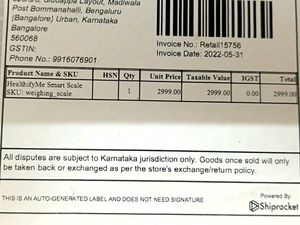 Layout, Madiwala
Post Bommanahalli, Bengaluru
(Bangalore) Urban, Karnataka
Bangalore
560068
GSTIN:
Phone No.: 9916076901
Invoice No.: Retail15756
Invoice Date: 2022-05-31
Product Name & SKU HSN Qty Unit Price Taxable Value IGST Total
HealthifyMe Smart Scale
SKU: weighing_scale 1 2999.00 2999.00 0.00 2999.00
All disputes are subject to Karnataka jurisdiction only. Goods once sold will only
be taken back or exchanged as per the store's exchange/return policy.
THIS IS AN AUTO-GENERATED LABEL AND DOES NOT NEED SIGNATURE.
Powered By:
Shiprocket